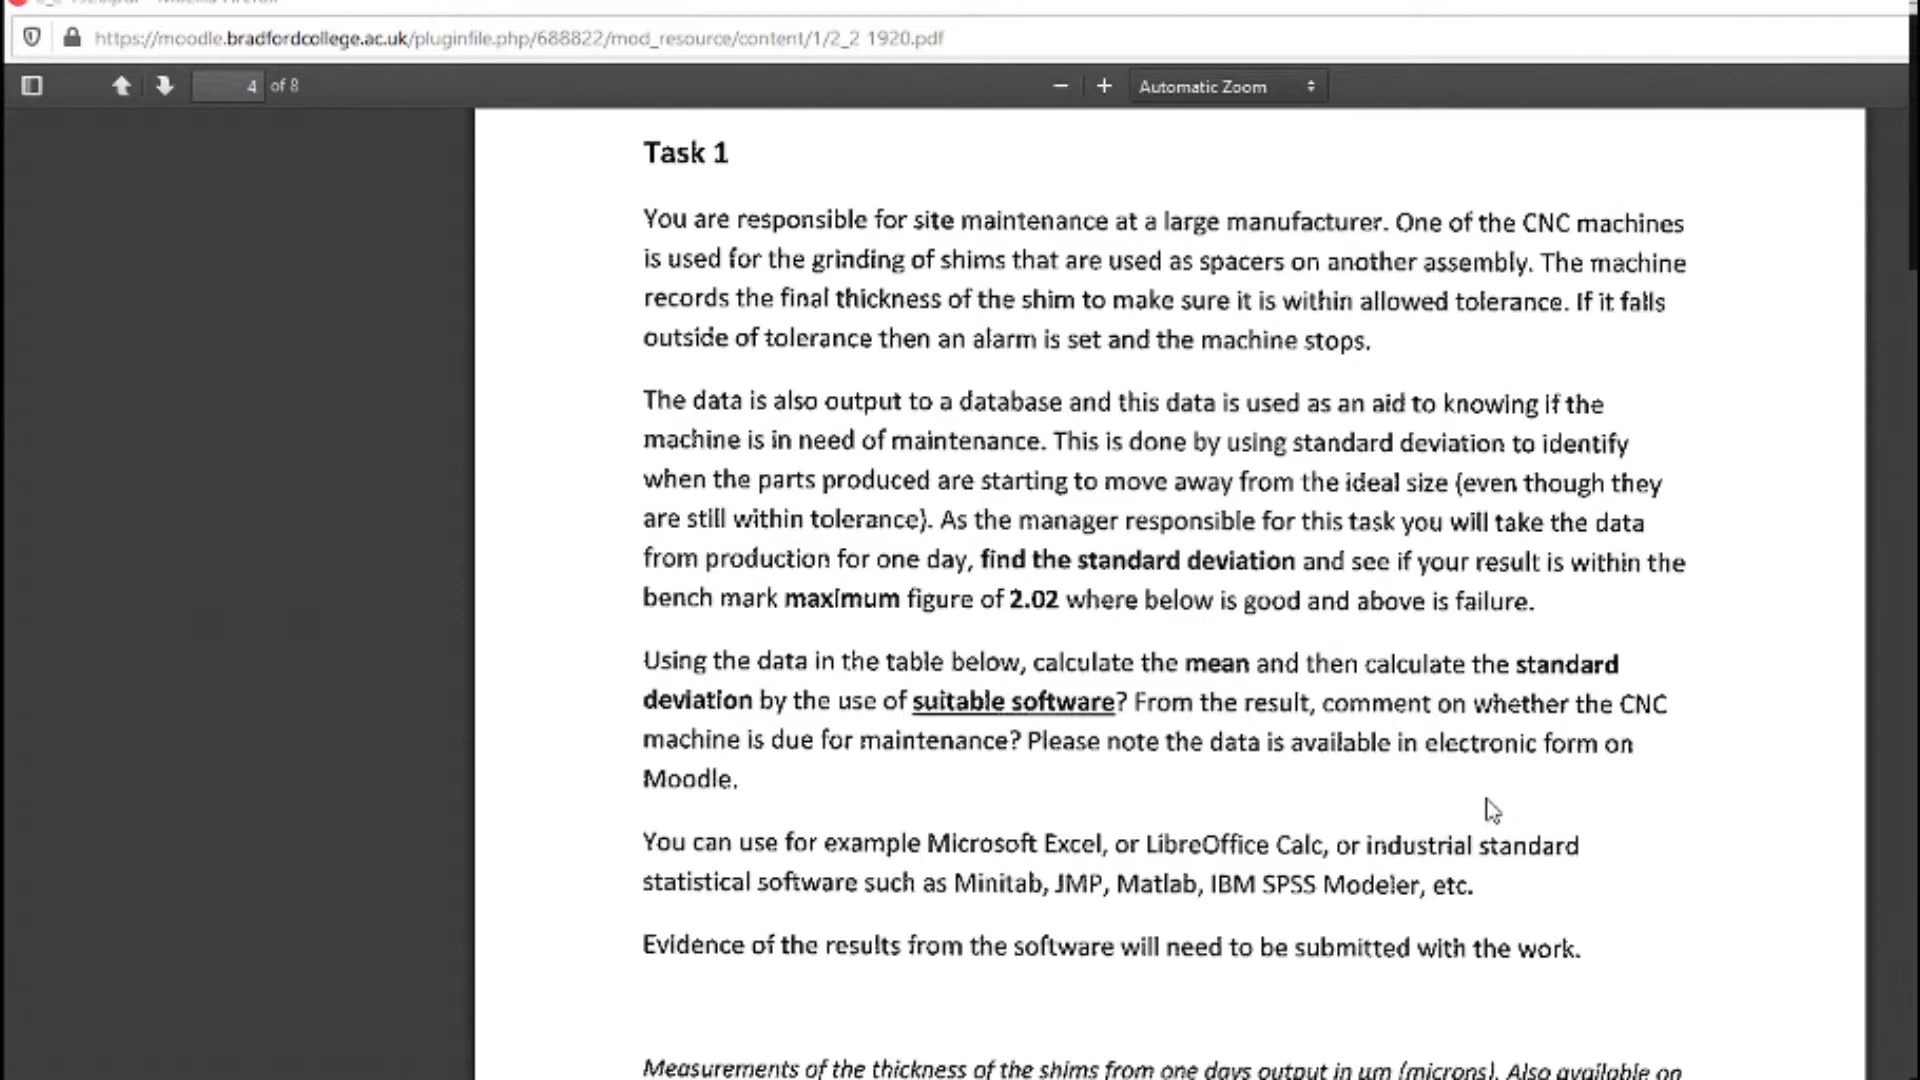 https://moodle.bradfordcollege.ac.uk/pluginfile.php/688822/mod_resource/content/1/2_2 1920.pdf
4 of 8
Automatic Zoom
Task 1
You are responsible for site maintenance at a large manufacturer. One of the CNC machines
is used for the grinding of shims that are used as spacers on another assembly. The machine
records the final thickness of the shim to make sure it is within allowed tolerance. If it falls
outside of tolerance then an alarm is set and the machine stops.
The data is also output to a database and this data is used as an aid to knowing if the
machine is in need of maintenance. This is done by using standard deviation to identify
when the parts produced are starting to move away from the ideal size (even though they
are still within tolerance). As the manager responsible for this task you will take the data
from production for one day, find the standard deviation and see if your result is within the
bench mark maximum figure of 2.02 where below is good and above is failure.
Using the data in the table below, calculate the mean and then calculate the standard
deviation by the use of suitable software? From the result, comment on whether the CNC
machine is due for maintenance? Please note the data is available in electronic form on
Moodle.
You can use for example Microsoft Excel, or LibreOffice Calc, or industrial standard
statistical software such as Minitab, JMP, Matlab, IBM SPSS Modeler, etc.
Evidence of the results from the software will need to be submitted with the work.
Measurements of the thickness of the shims from one days output in um (microns). Also available on